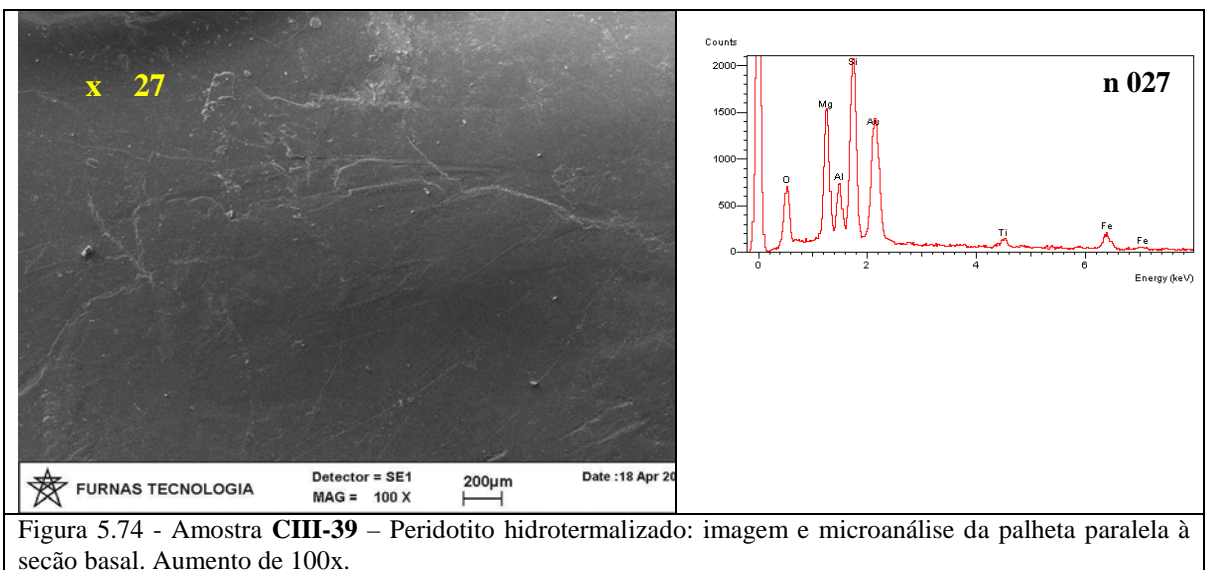 x 27
FURNAS TECNOLOGIA
Detector = SE1
MAG = 100 X
200µm
Date :18 Apr 20
Counts
n 027
2000
1500
1000
500
0
O
Mg
Al
Si
Au
Ti
Fe
Fe
0
2
4
6
Energy (keV)
Figura 5.74 - Amostra CIII-39 – Peridotito hidrotermalizado: imagem e microanálise da palheta paralela à
seção basal. Aumento de 100x.